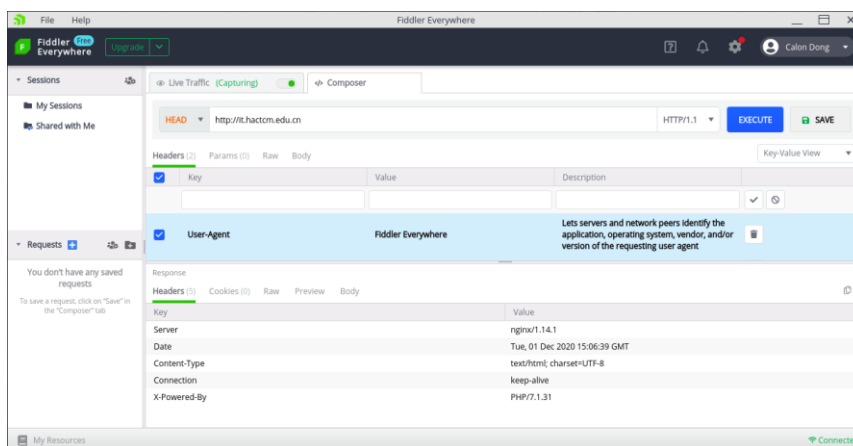 File Help Fiddler Everywhere
Fiddler Free
Everywhere
Upgrade
Calon Dong
Sessions
My Sessions
Shared with Me
Live Traffic (Capturing)
Composer
HEAD http://it.hactcm.edu.cn HTTP/1.1 EXECUTE SAVE
Headers (2) Params (0) Raw Body Key-Value View
Key Value Description
User-Agent Fiddler Everywhere
Lets servers and network peers identify the
application, operating system, vendor, and/or
version of the requesting user agent
Requests
You don't have any saved
requests
To save a request, click on "Save" in
the "Composer" tab
Response
Headers (5) Cookies (0) Raw Preview Body
Key Value
Server nginx/1.14.1
Date Tue, 01 Dec 2020 15:06:39 GMT
Content-Type text/html; charset=UTF-8
Connection keep-alive
X-Powered-By PHP/7.1.31
My Resources
Connecte